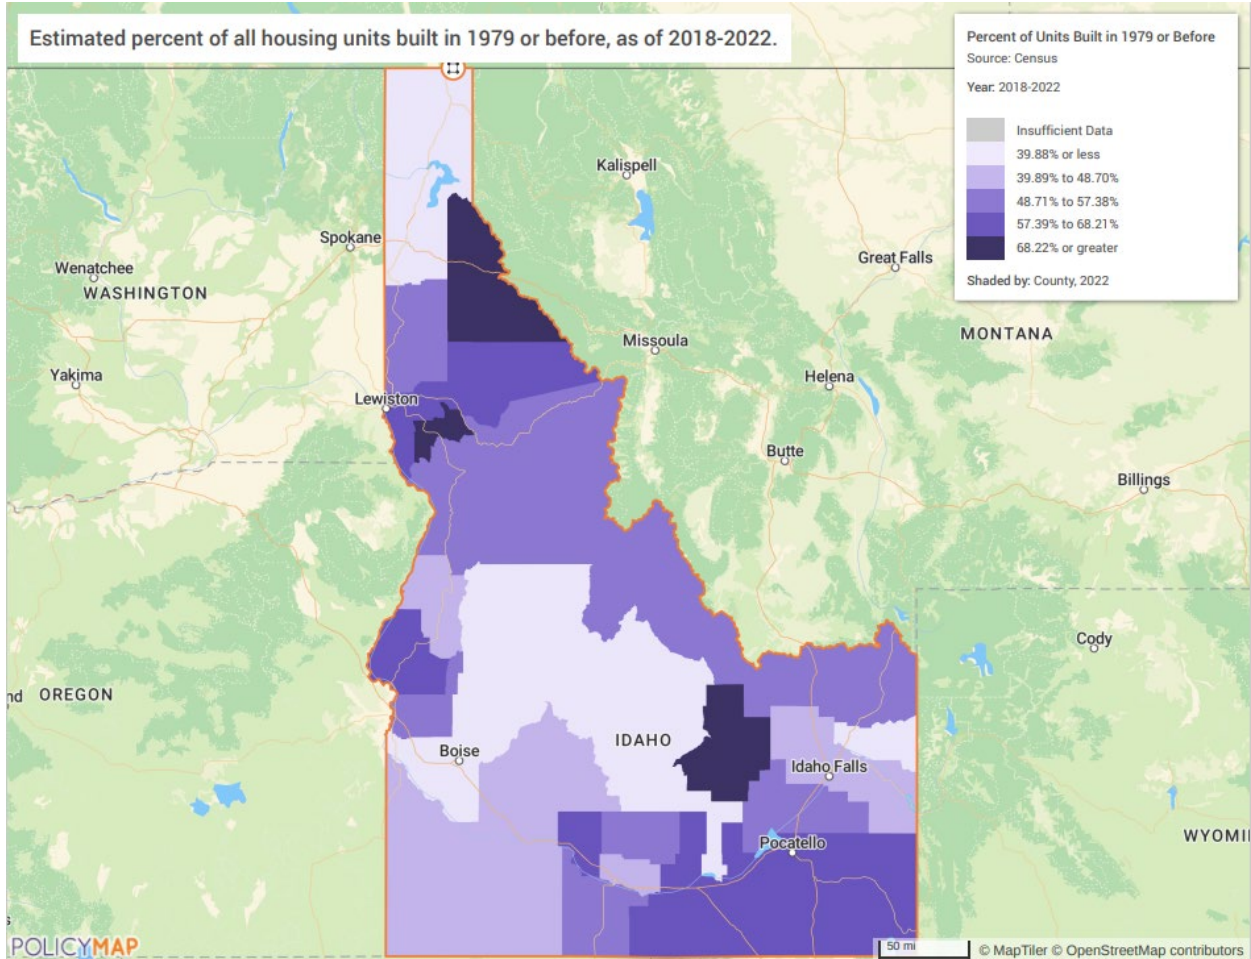 Estimated percent of all housing units built in 1979 or before, as of 2018-2022.
Percent of Units Built in 1979 or Before
Source: Census
Year: 2018-2022
Insufficient Data
39.88% or less
39.89% to 48.70%
48.71% to 57.38%
57.39% to 68.21%
68.22% or greater
Shaded by: County, 2022
Kalispell
Spokane
Great Falls
Wenatchee
WASHINGTON
MONTANA
Missoula
Yakima
Helena
Lewiston
Butte
Billings
Cody
OREGON
IDAHO
Boise
Idaho Falls
Pocatello
WYOMI
POLICYMAP
50 mi
© MapTiler © OpenStreetMap contributors